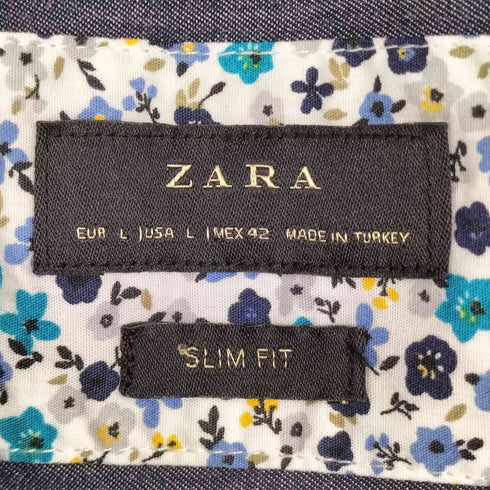 ZARA
EUR L | USA L | MEX 42 MADE IN TURKEY
SLIM FIT